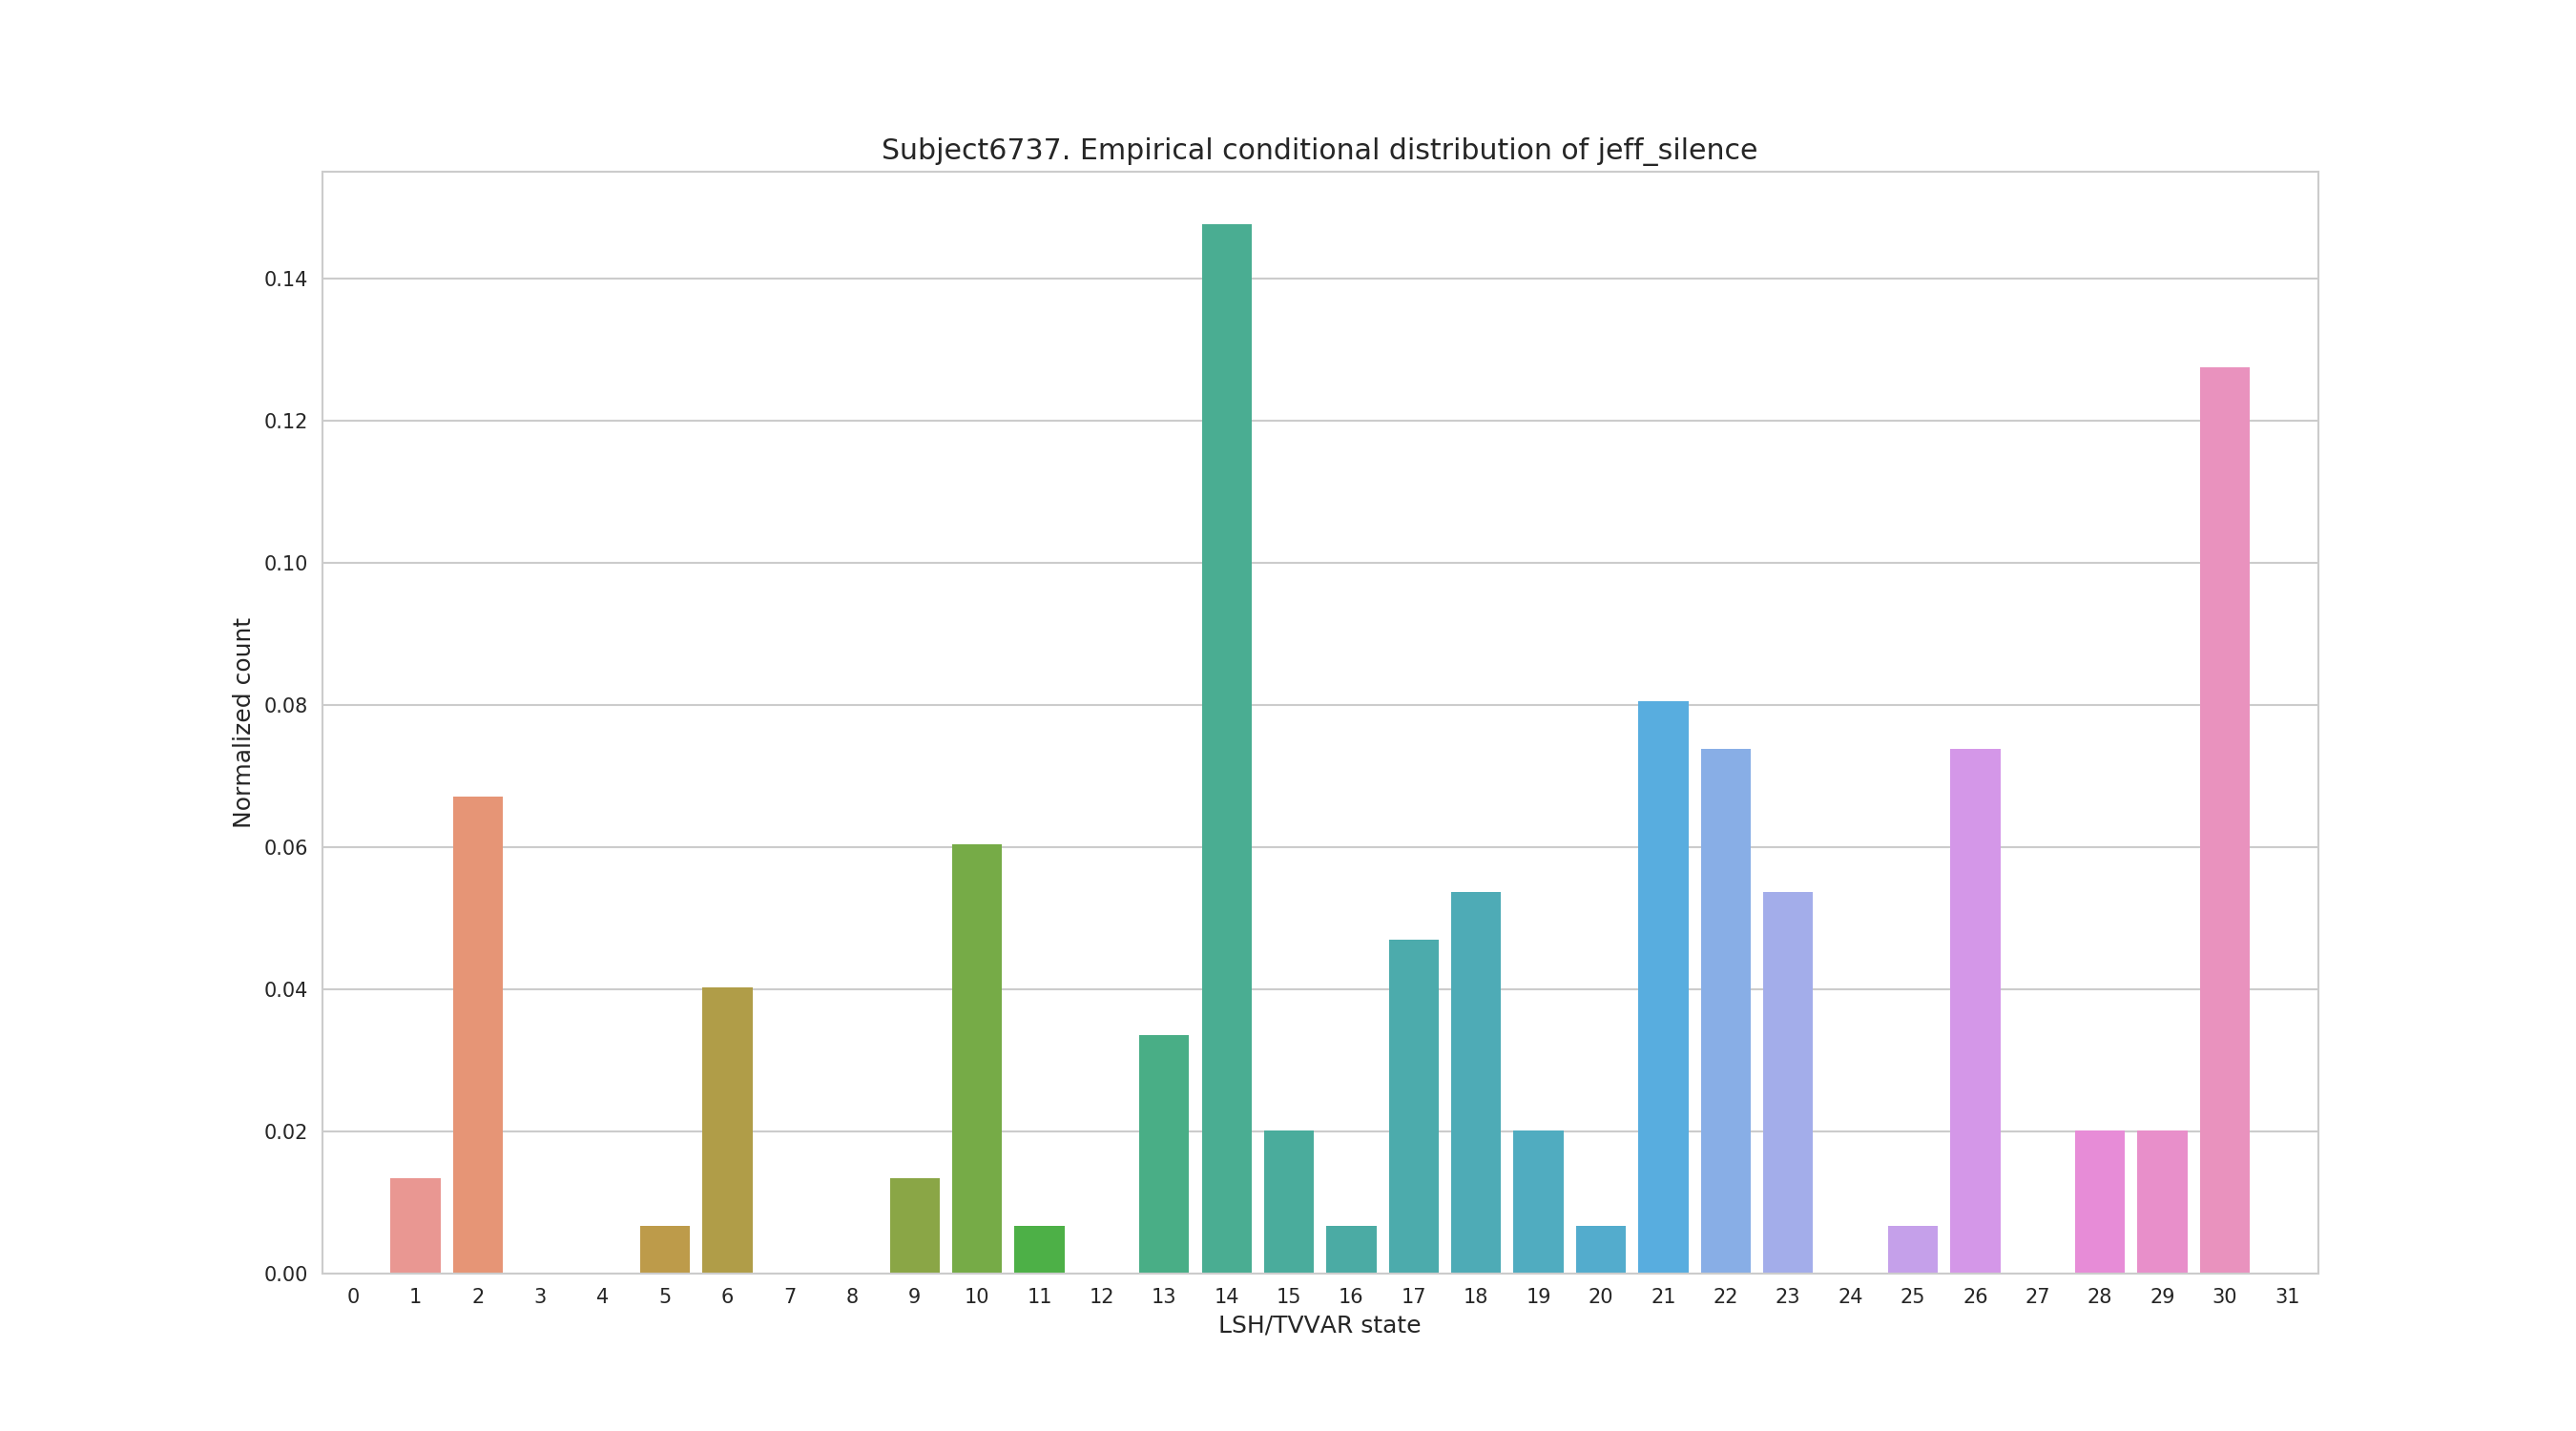 Subject6737. Empirical conditional distribution of jeff_silence
0.14
0.12
0.10
0.08
0.06
0.04
0.02
0.00
Normalized count
0 1 2 3 4 5 6 7 8 9 10 11 12 13 14 15 16 17 18 19 20 21 22 23 24 25 26 27 28 29 30 31
LSH/TVVAR state